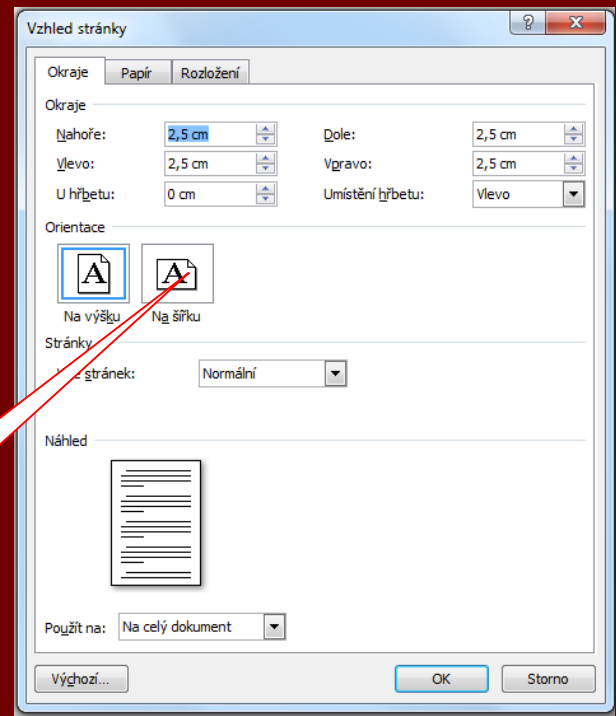 Vzhled stránky
Okraje Papír Rozložení
Okraje
Nahoře: 2,5 cm Dole: 2,5 cm
Vlevo: 2,5 cm Vpravo: 2,5 cm
U hřbetu: 0 cm Umístění hřbetu: Vlevo
Orientace
A A
Na výšku Na šířku
Stránky
stránek: Normální
Náhled
Použít na: Na celý dokument
Výchozí... OK Storno